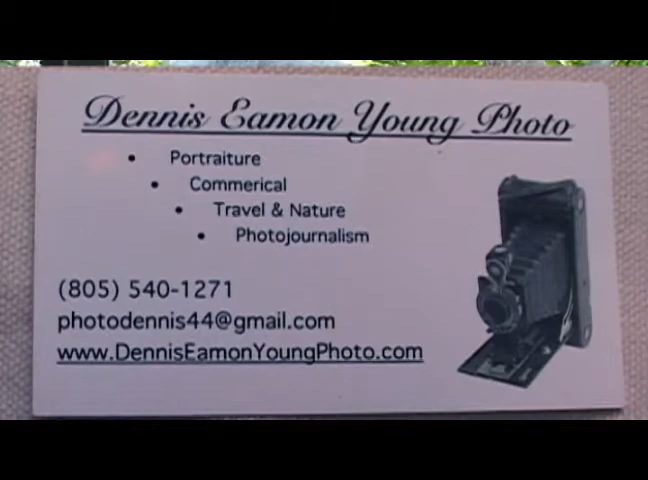 Dennis Eamon Young Photo
• Portraiture
• Commerical
• Travel & Nature
• Photojournalism
(805) 540-1271
photodennis44@gmail.com
www.DennisEamonYoungPhoto.com